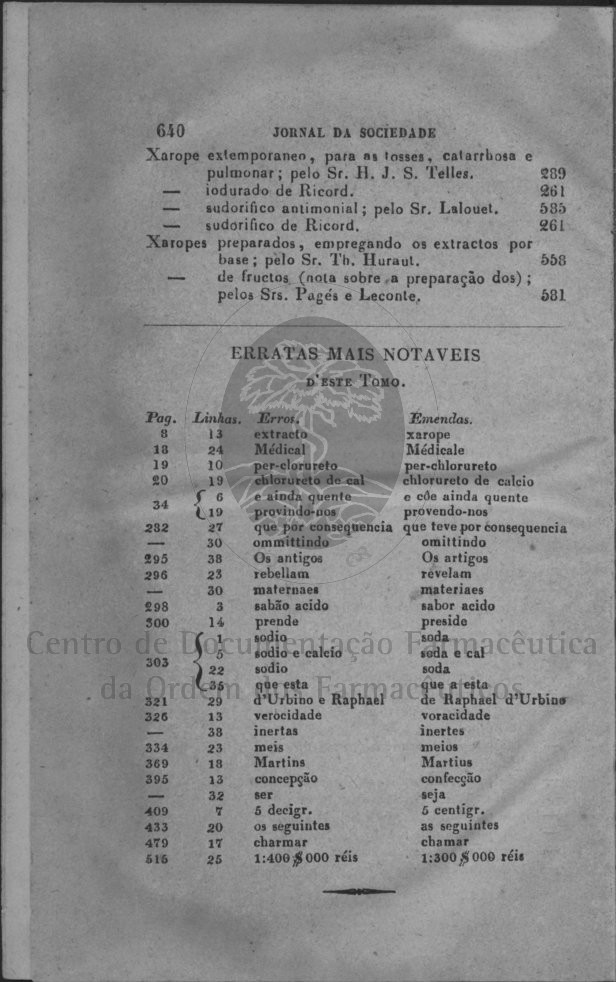 640 JORNAL DA SOCIEDADE
Xarope extemporaneo, para as tosses, catarrhosa e
pulmonar; pelo Sr. H. J. S. Telles. 289
— iodurado de Ricord. 261
— sudorifico antimonial; pelo Sr. Lalouet. 585
— sudorifico de Ricord. 261
Xaropes preparados, empregando os extractos por
base; pelo Sr. Th. Huraut. 558
— de fructos (nota sobre a preparação dos);
pelos Srs. Pagés e Leconte. 581
ERRATAS MAIS NOTAVEIS
D'ESTE TOMO.
Pag. Linhas. Erros. Emendas.
8 13 extracto xarope
18 24 Médical Médicale
19 10 per-clorureto per-chlorureto
20 19 chlorureto de cal chlorureto de calcio
34 { 6 e ainda quente e côe ainda quente
19 provindo-nos provendo-nos
282 27 que por consequencia que teve por consequencia
— 30 ommittindo omittindo
295 38 Os antigos Os artigos
296 23 rebellam revelam
— 30 maternaes materiaes
298 3 sabão acido sabor acido
300 14 prende preside
303 { 1 sodio soda
5 sodio e calcio soda e cal
22 sodio soda
35 que esta que a esta
321 29 d'Urbino e Raphael de Raphael d'Urbino
326 13 verocidade voracidade
— 38 inertas inertes
334 23 meis meios
369 18 Martins Martius
395 13 concepção confecção
— 32 ser seja
409 7 5 decigr. 5 centigr.
433 20 os seguintes as seguintes
479 17 charmar chamar
515 25 1:400$000 réis 1:300$000 réis
Centro de Documentação Farmacêutica
da Ordem dos Farmacêuticos